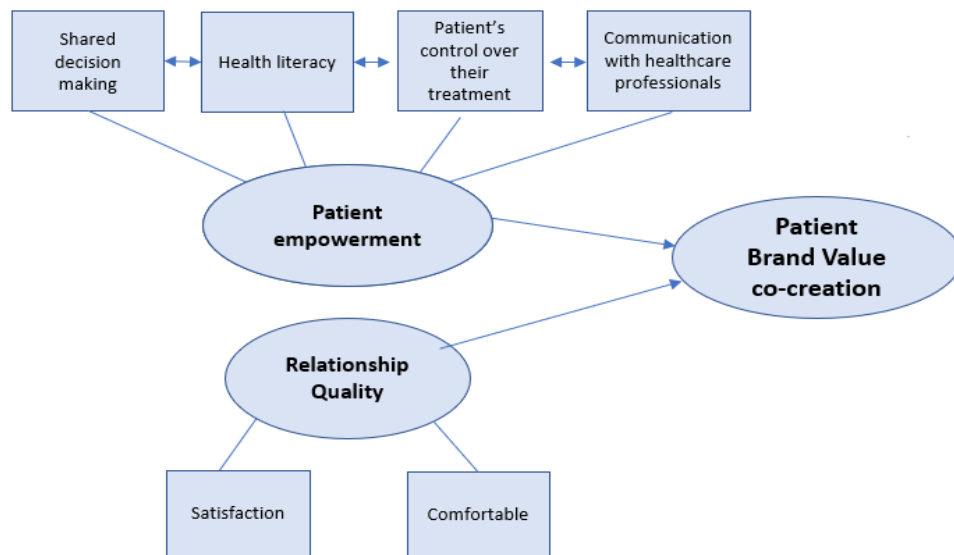 Shared
decision
making
Health literacy
Patient's
control over
their
treatment
Communication
with healthcare
professionals
Patient
empowerment
Patient
Brand Value
co-creation
Relationship
Quality
Satisfaction
Comfortable